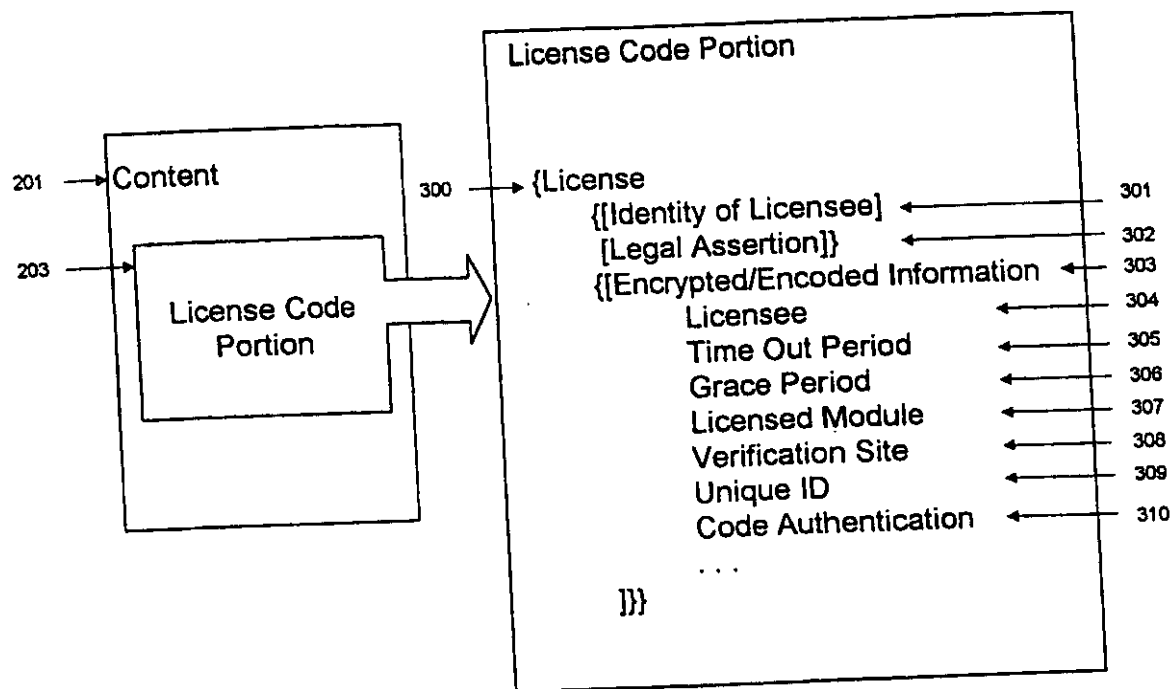 License Code Portion
201 Content
300 {License
{[Identity of Licensee] 301
[Legal Assertion]} 302
203 {[Encrypted/Encoded Information 303
License Code
Portion
Licensee 304
Time Out Period 305
Grace Period 306
Licensed Module 307
Verification Site 308
Unique ID 309
Code Authentication 310
. . .
]}}